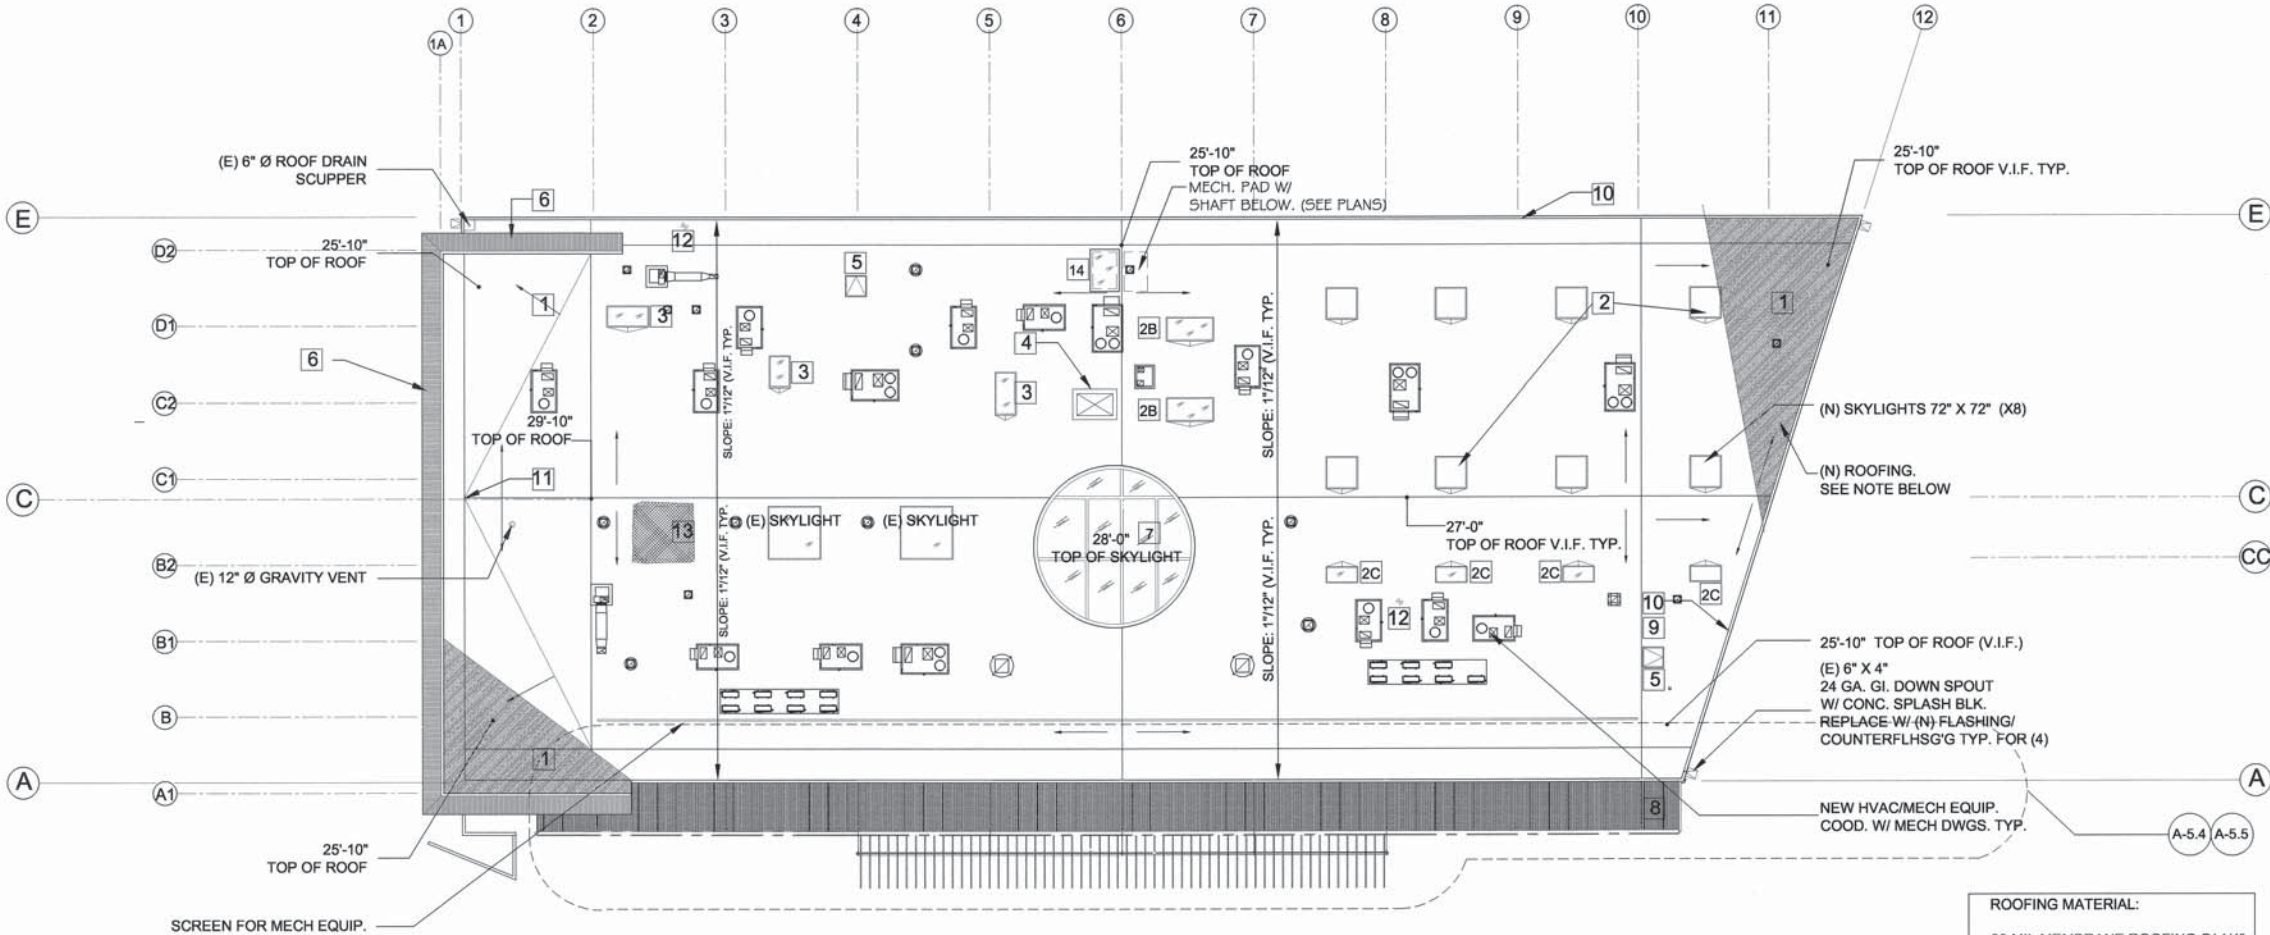 1
2
3
4
5
6
7
8
9
10
11
12
1A
(E) 6" Ø ROOF DRAIN
SCUPPER
25'-10"
TOP OF ROOF
MECH. PAD W/
SHAFT BELOW. (SEE PLANS)
25'-10"
TOP OF ROOF V.I.F. TYP.
6
10
E
E
12
D2
25'-10"
TOP OF ROOF
5
14
1
3
2
1
D1
2B
4
6
3
3
SLOPE: 1"/12" (V.I.F. TYP.
SLOPE: 1"/12" (V.I.F. TYP.
C2
2B
(N) SKYLIGHTS 72" X 72" (X8)
29'-10"
TOP OF ROOF
C1
11
(N) ROOFING.
SEE NOTE BELOW
C
C
13
(E) SKYLIGHT
(E) SKYLIGHT
7
28'-0"
TOP OF SKYLIGHT
27'-0"
TOP OF ROOF V.I.F. TYP.
CC
B2
(E) 12" Ø GRAVITY VENT
SLOPE: 1"/12" (V.I.F. TYP.
SLOPE: 1"/12" (V.I.F. TYP.
2C
2C
2C
2C
12
10
9
5
B1
25'-10" TOP OF ROOF (V.I.F.)
(E) 6" X 4"
24 GA. GI. DOWN SPOUT
W/ CONC. SPLASH BLK.
REPLACE W/ (N) FLASHING/
COUNTERFLHSG'G TYP. FOR (4)
B
1
A
A
A1
8
NEW HVAC/MECH EQUIP.
COOD. W/ MECH DWGS. TYP.
A-5.4
A-5.5
25'-10"
TOP OF ROOF
SCREEN FOR MECH EQUIP.
ROOFING MATERIAL: